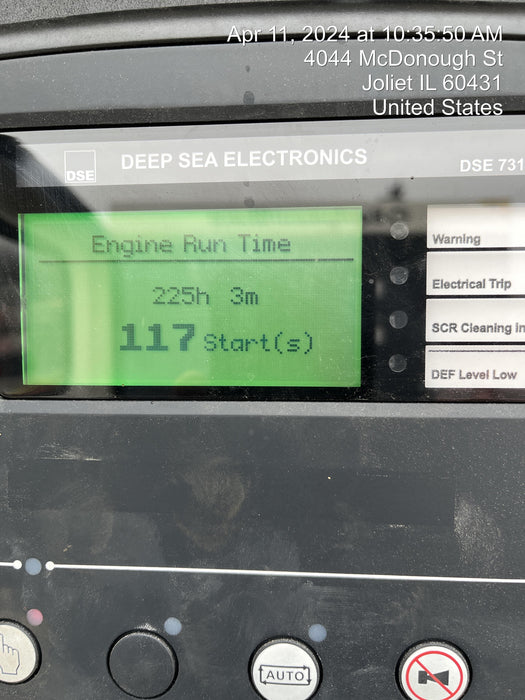 Apr 11, 2024 at 10:35:50 AM
4044 McDonough St
Joliet IL 60431
United States
DSE
DEEP SEA ELECTRONICS
DSE 731
Engine Run Time
225h 3m
117 Start(s)
Warning
Electrical Trip
SCR Cleaning in
DEF Level Low
AUTO